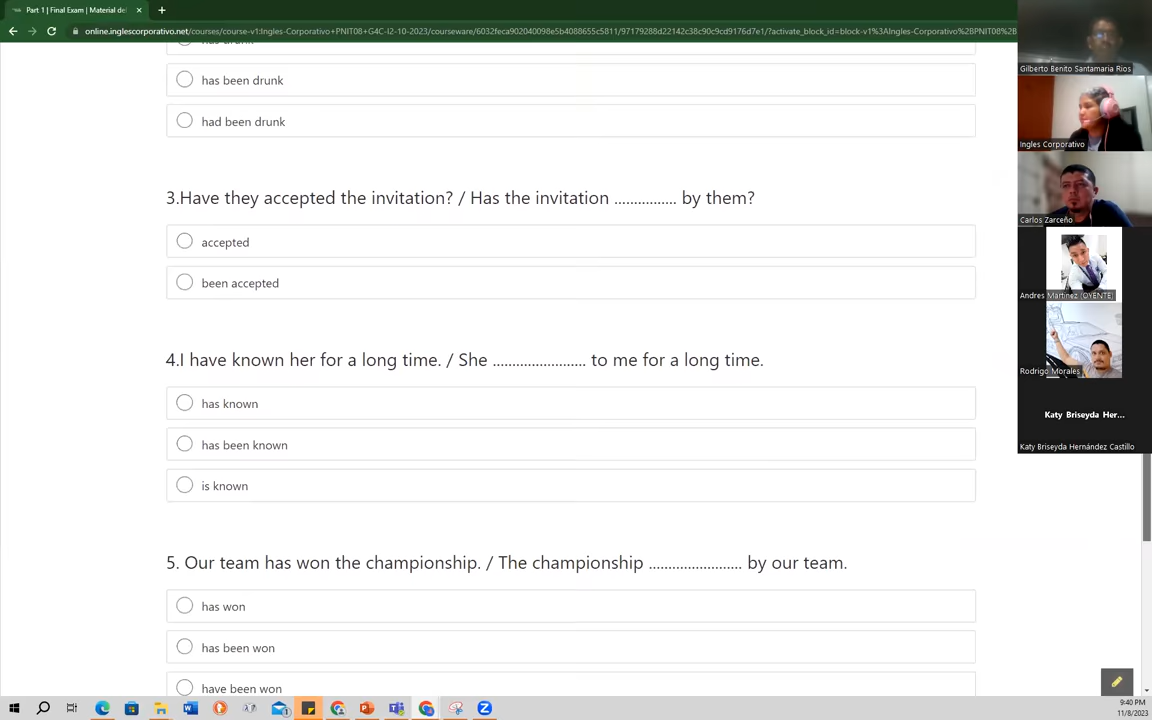 Part 1 | Final Exam | Material de
online.inglescorporativo.net/courses/course-v1:Ingles-Corporativo+PNIT08+G4C-I2-10-2023/courseware/6032feca902040098e5b4088655c5811/97179288d22142c38c90c9cd9176d7e1/?activate_block_id=block-v1%3AIngles-Corporativo%2BPNIT08%2B
has been drunk
had been drunk
3.Have they accepted the invitation? / Has the invitation ................ by them?
accepted
been accepted
4.I have known her for a long time. / She ........................ to me for a long time.
has known
has been known
is known
5. Our team has won the championship. / The championship ........................ by our team.
has won
has been won
have been won
Gilberto Benito Santamaria Rios
Ingles Corporativo
Carlos Zarceño
Andres Martinez (OYENTE)
Rodrigo Morales
Katy Briseyda Her...
Katy Briseyda Hernández Castillo
9:40 PM
11/8/2023